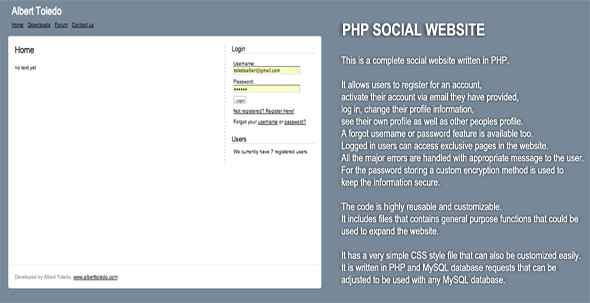 Albert Toledo
Home Downloads Forum Contact us
Home
no text yet
Login
Username:
toledoalbert@gmail.com
Password:
••••••
Login
Not registered? Register Here!
Forgot your username or password?
Users
We currently have 7 registered users.
Developed by Albert Toledo. www.alberttoledo.com
PHP SOCIAL WEBSITE
This is a complete social website written in PHP.
It allows users to register for an account,
activate their account via email they have provided,
log in, change their profile information,
see their own profile as well as other peoples profile.
A forgot username or password feature is available too.
Logged in users can access exclusive pages in the website.
All the major errors are handled with appropriate message to the user.
For the password storing a custom encryption method is used to
keep the information secure.
The code is highly reusable and customizable.
It includes files that contains general purpose functions that could be
used to expand the website.
It has a very simple CSS style file that can also be customized easily.
It is written in PHP and MySQL database requests that can be
adjusted to be used with any MySQL database.